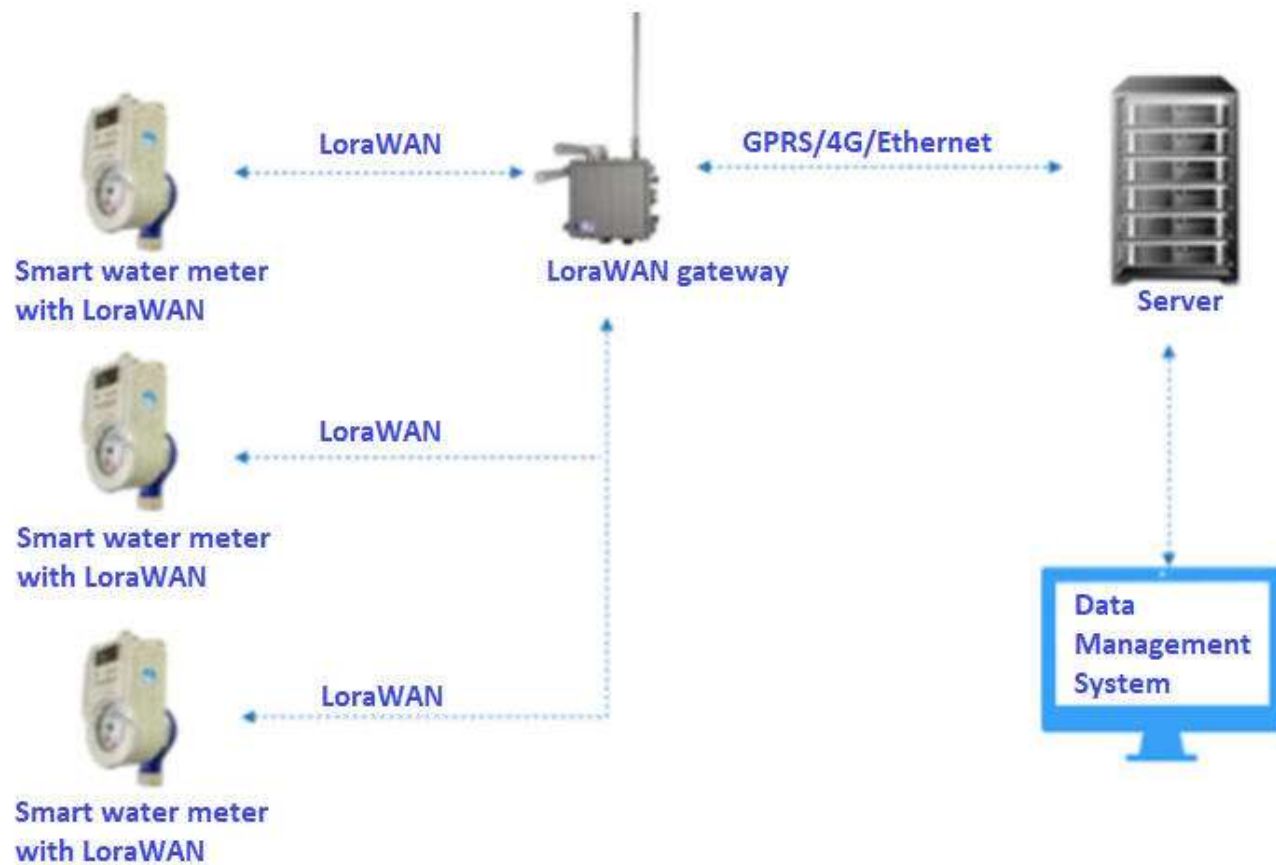 LoraWAN
GPRS/4G/Ethernet
Smart water meter
with LoraWAN
LoraWAN gateway
Server
LoraWAN
Smart water meter
with LoraWAN
Data
Management
System
LoraWAN
Smart water meter
with LoraWAN